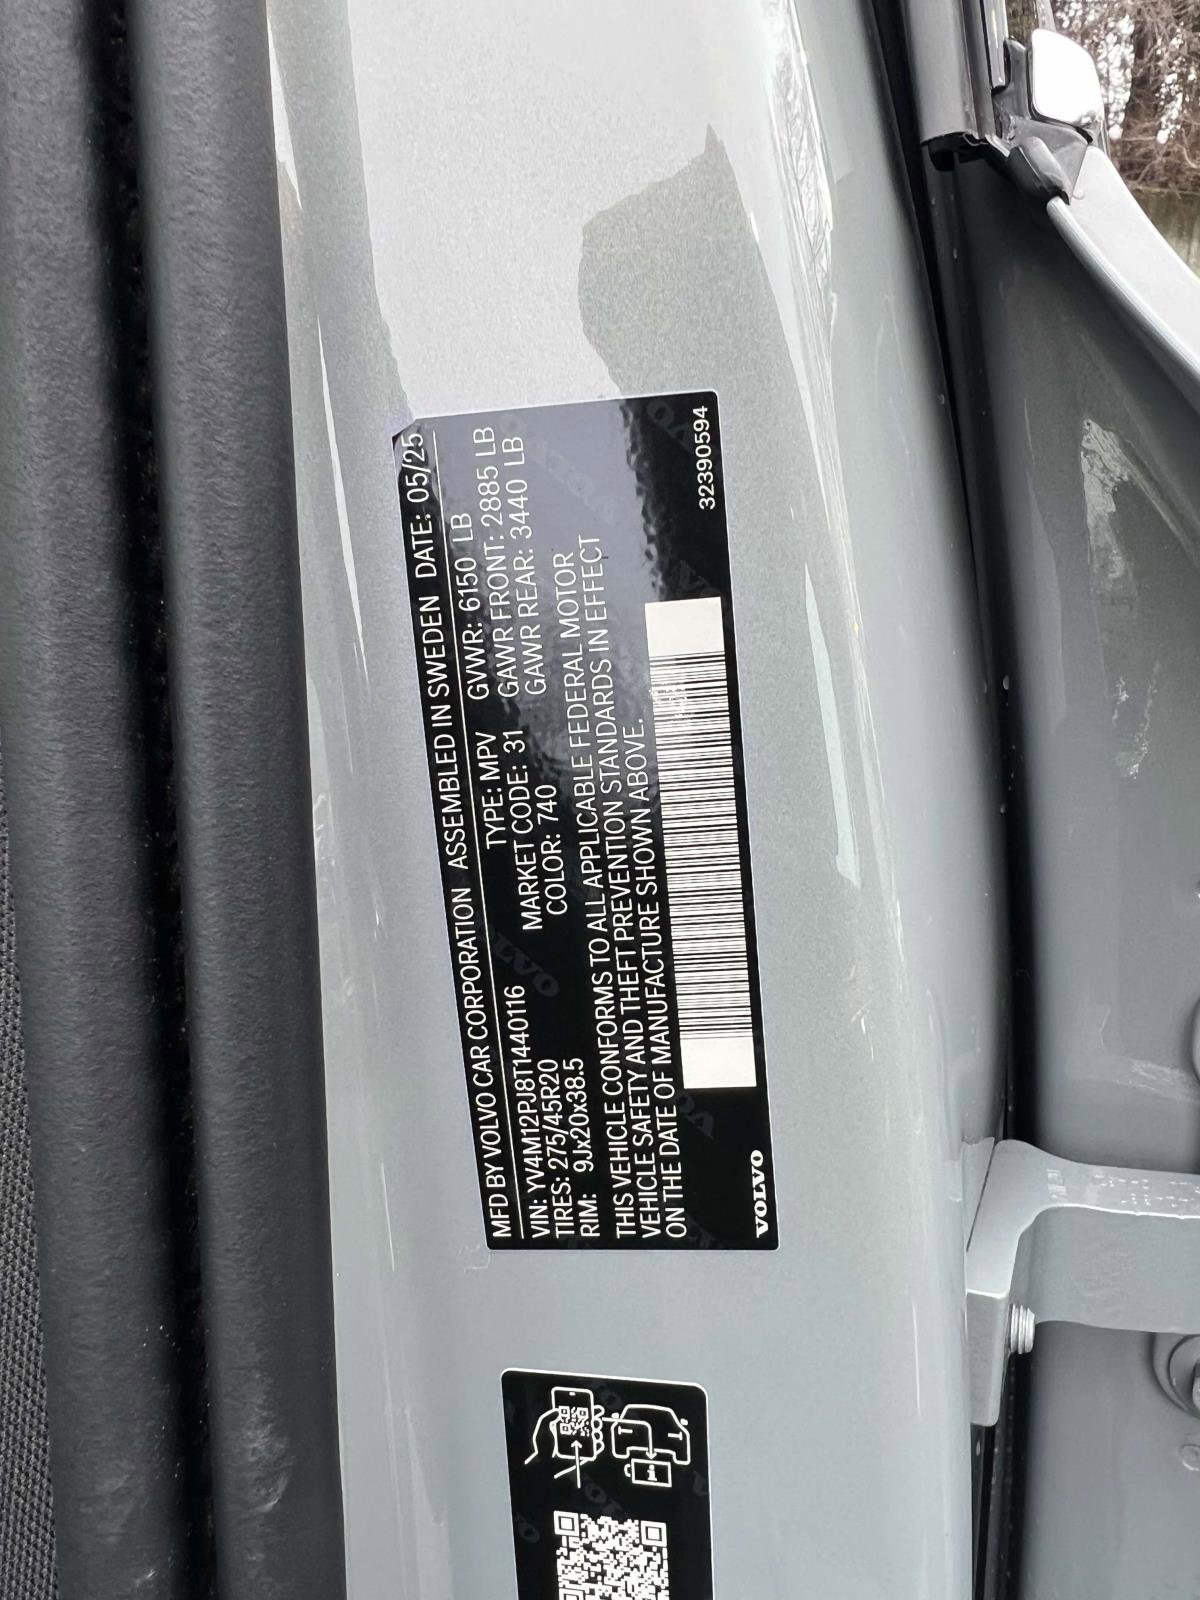 MFD BY VOLVO CAR CORPORATION ASSEMBLED IN SWEDEN DATE: 05/25
VIN: YV4M12PJ8T1440116 TYPE: MPV GVWR: 6150 LB
TIRES: 275/45R20 MARKET CODE: 31 GAWR FRONT: 2885 LB
RIM: 9Jx20x38.5 COLOR: 740 GAWR REAR: 3440 LB
THIS VEHICLE CONFORMS TO ALL APPLICABLE FEDERAL MOTOR
VEHICLE SAFETY AND THEFT PREVENTION STANDARDS IN EFFECT
ON THE DATE OF MANUFACTURE SHOWN ABOVE.
VOLVO 32390594